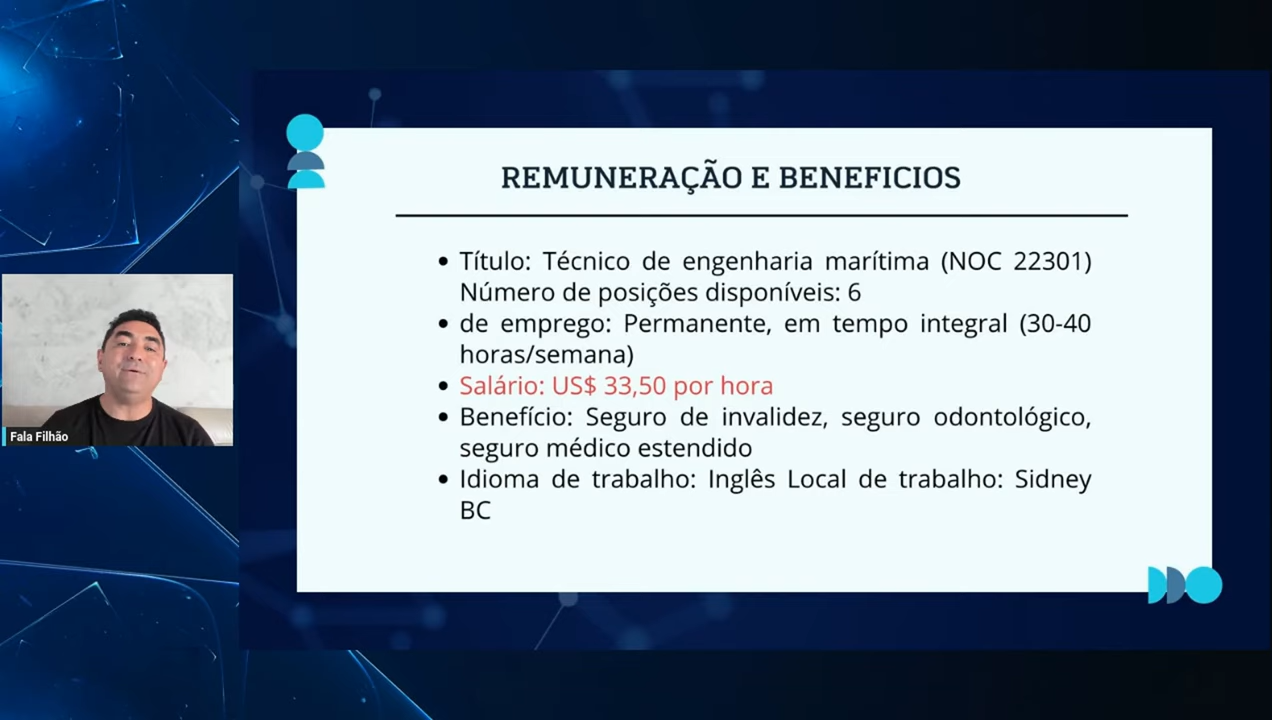 REMUNERAÇÃO E BENEFICIOS
• Título: Técnico de engenharia marítima (NOC 22301)
Número de posições disponíveis: 6
• de emprego: Permanente, em tempo integral (30-40
horas/semana)
• Salário: US$ 33,50 por hora
• Benefício: Seguro de invalidez, seguro odontológico,
seguro médico estendido
• Idioma de trabalho: Inglês Local de trabalho: Sidney
BC
Fala Filhão